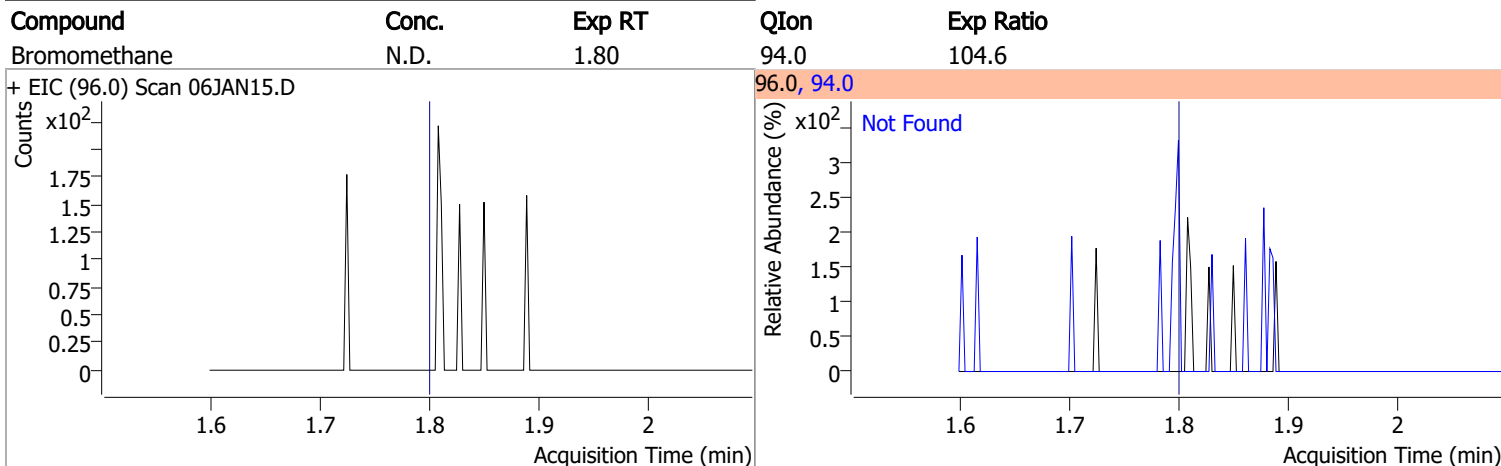 Compound Conc. Exp RT QIon Exp Ratio
Bromomethane N.D. 1.80 94.0 104.6
+ EIC (96.0) Scan 06JAN15.D
Counts
x10²
1.75
1.5
1.25
1
0.75
0.5
0.25
0
1.6 1.7 1.8 1.9 2
Acquisition Time (min)
96.0, 94.0
Relative Abundance (%)
x10²
Not Found
3
2.5
2
1.5
1
0.5
0
1.6 1.7 1.8 1.9 2
Acquisition Time (min)